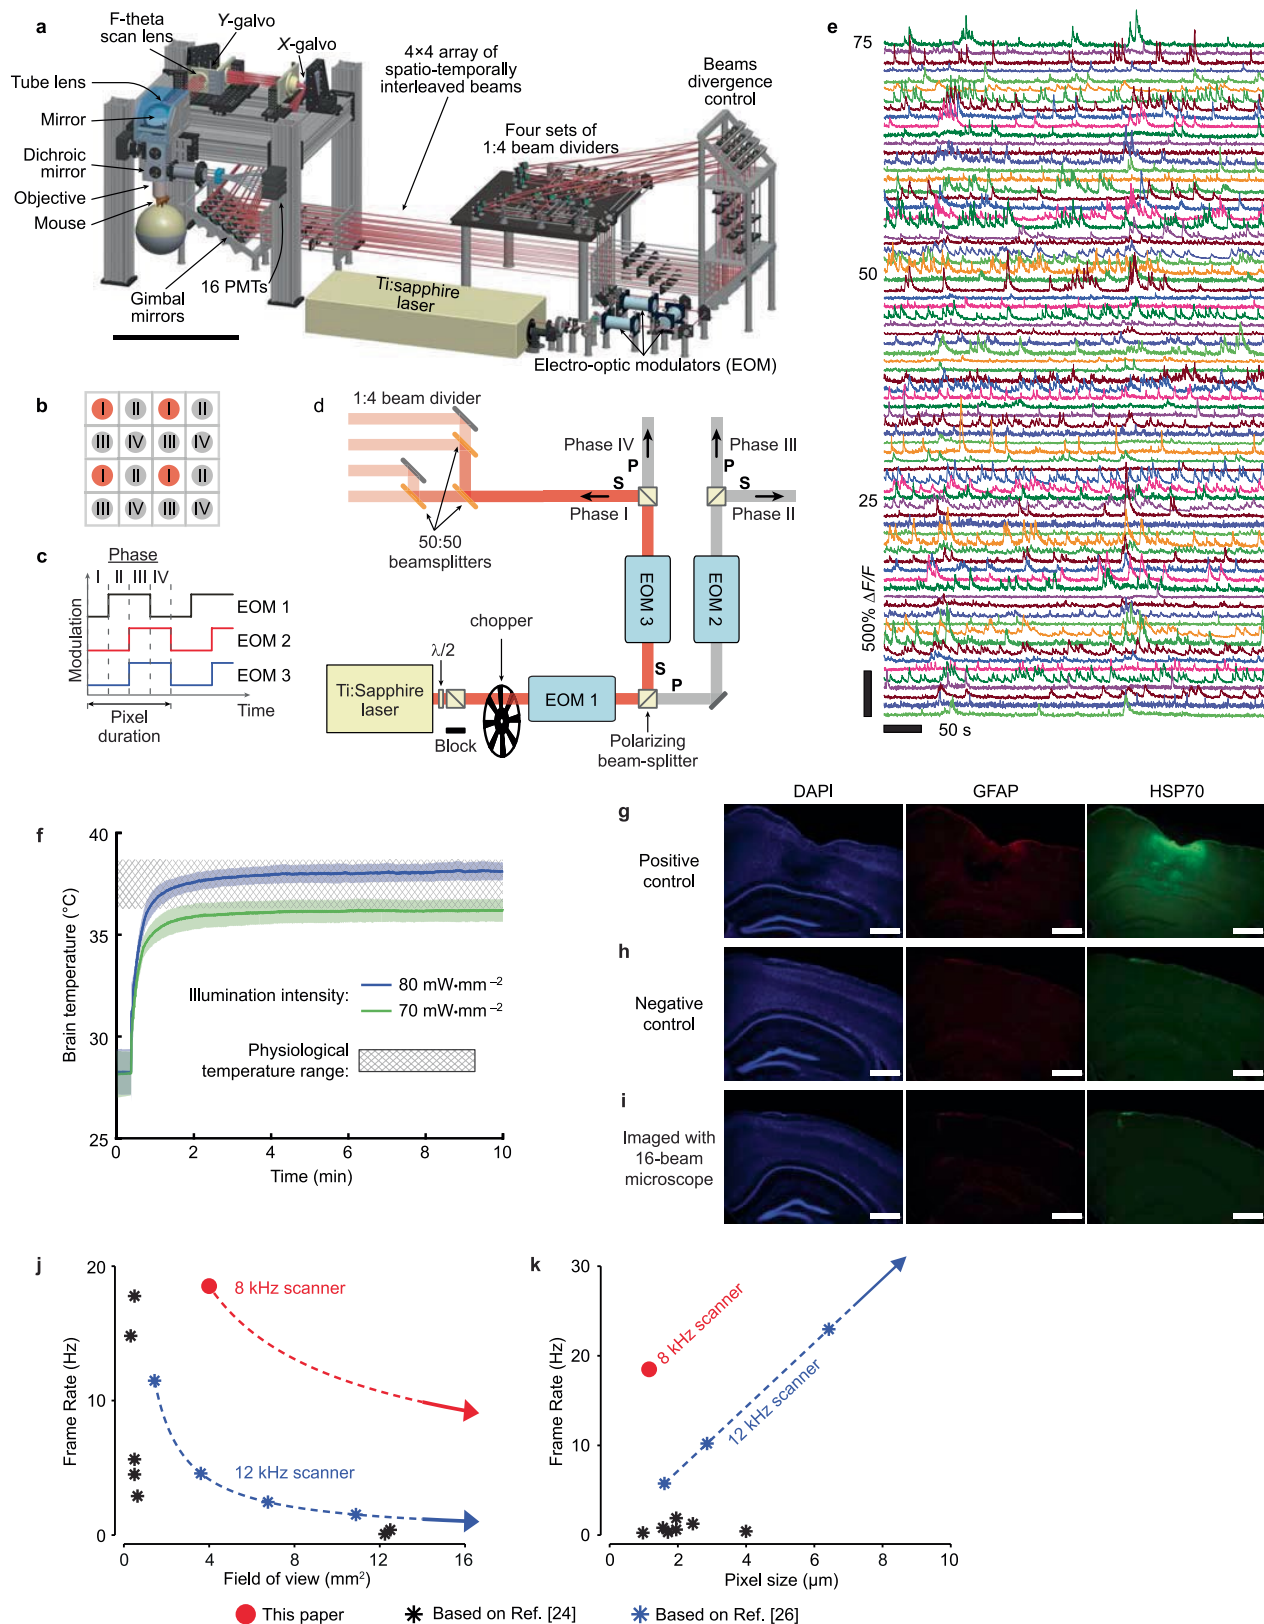 a
F-theta
scan lens
Y-galvo
X-galvo
Tube lens
Mirror
Dichroic
mirror
Objective
Mouse
4×4 array of
spatio-temporally
interleaved beams
Four sets of
1:4 beam dividers
Beams
divergence
control
Gimbal
mirrors
16 PMTs
Ti:sapphire
laser
Electro-optic modulators (EOM)
b
I II I II
III IV III IV
I II I II
III IV III IV
c
Phase
I II III IV
EOM 1
EOM 2
EOM 3
Modulation
Time
Pixel
duration
d
1:4 beam divider
50:50
beamsplitters
Phase IV
P
S
Phase I
Phase III
P
S
Phase II
EOM 3
EOM 2
S
P
chopper
λ/2
Ti:Sapphire
laser
Block
EOM 1
Polarizing
beam-splitter
e
75
50
25
500% ΔF/F
50 s
f
Brain temperature (°C)
40
35
30
25
0 2 4 6 8 10
Time (min)
Illumination intensity:
80 mW·mm⁻²
70 mW·mm⁻²
Physiological
temperature range:
DAPI GFAP HSP70
g
Positive
control
h
Negative
control
i
Imaged with
16-beam
microscope
j
Frame Rate (Hz)
20
10
0
0 4 8 12 16
Field of view (mm²)
8 kHz scanner
12 kHz scanner
k
Frame Rate (Hz)
30
20
10
0
0 2 4 6 8 10
Pixel size (μm)
8 kHz scanner
12 kHz scanner
This paper
Based on Ref. [24]
Based on Ref. [26]